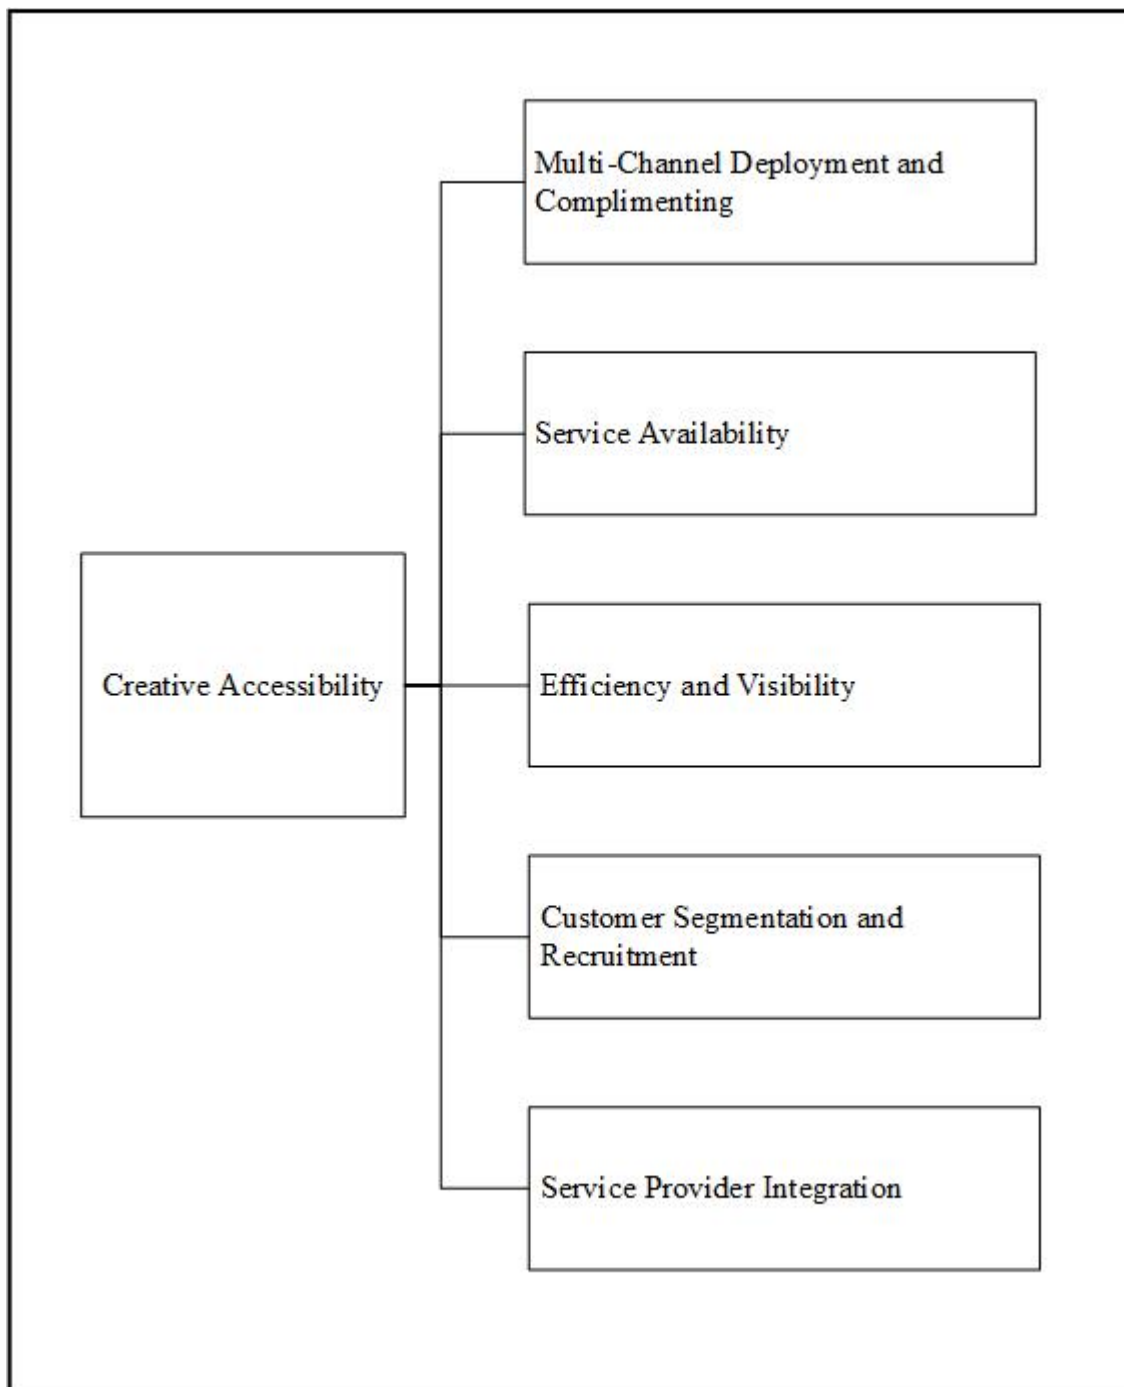 Multi-Channel Deployment and
Complimenting
Service Availability
Creative Accessibility
Efficiency and Visibility
Customer Segmentation and
Recruitment
Service Provider Integration